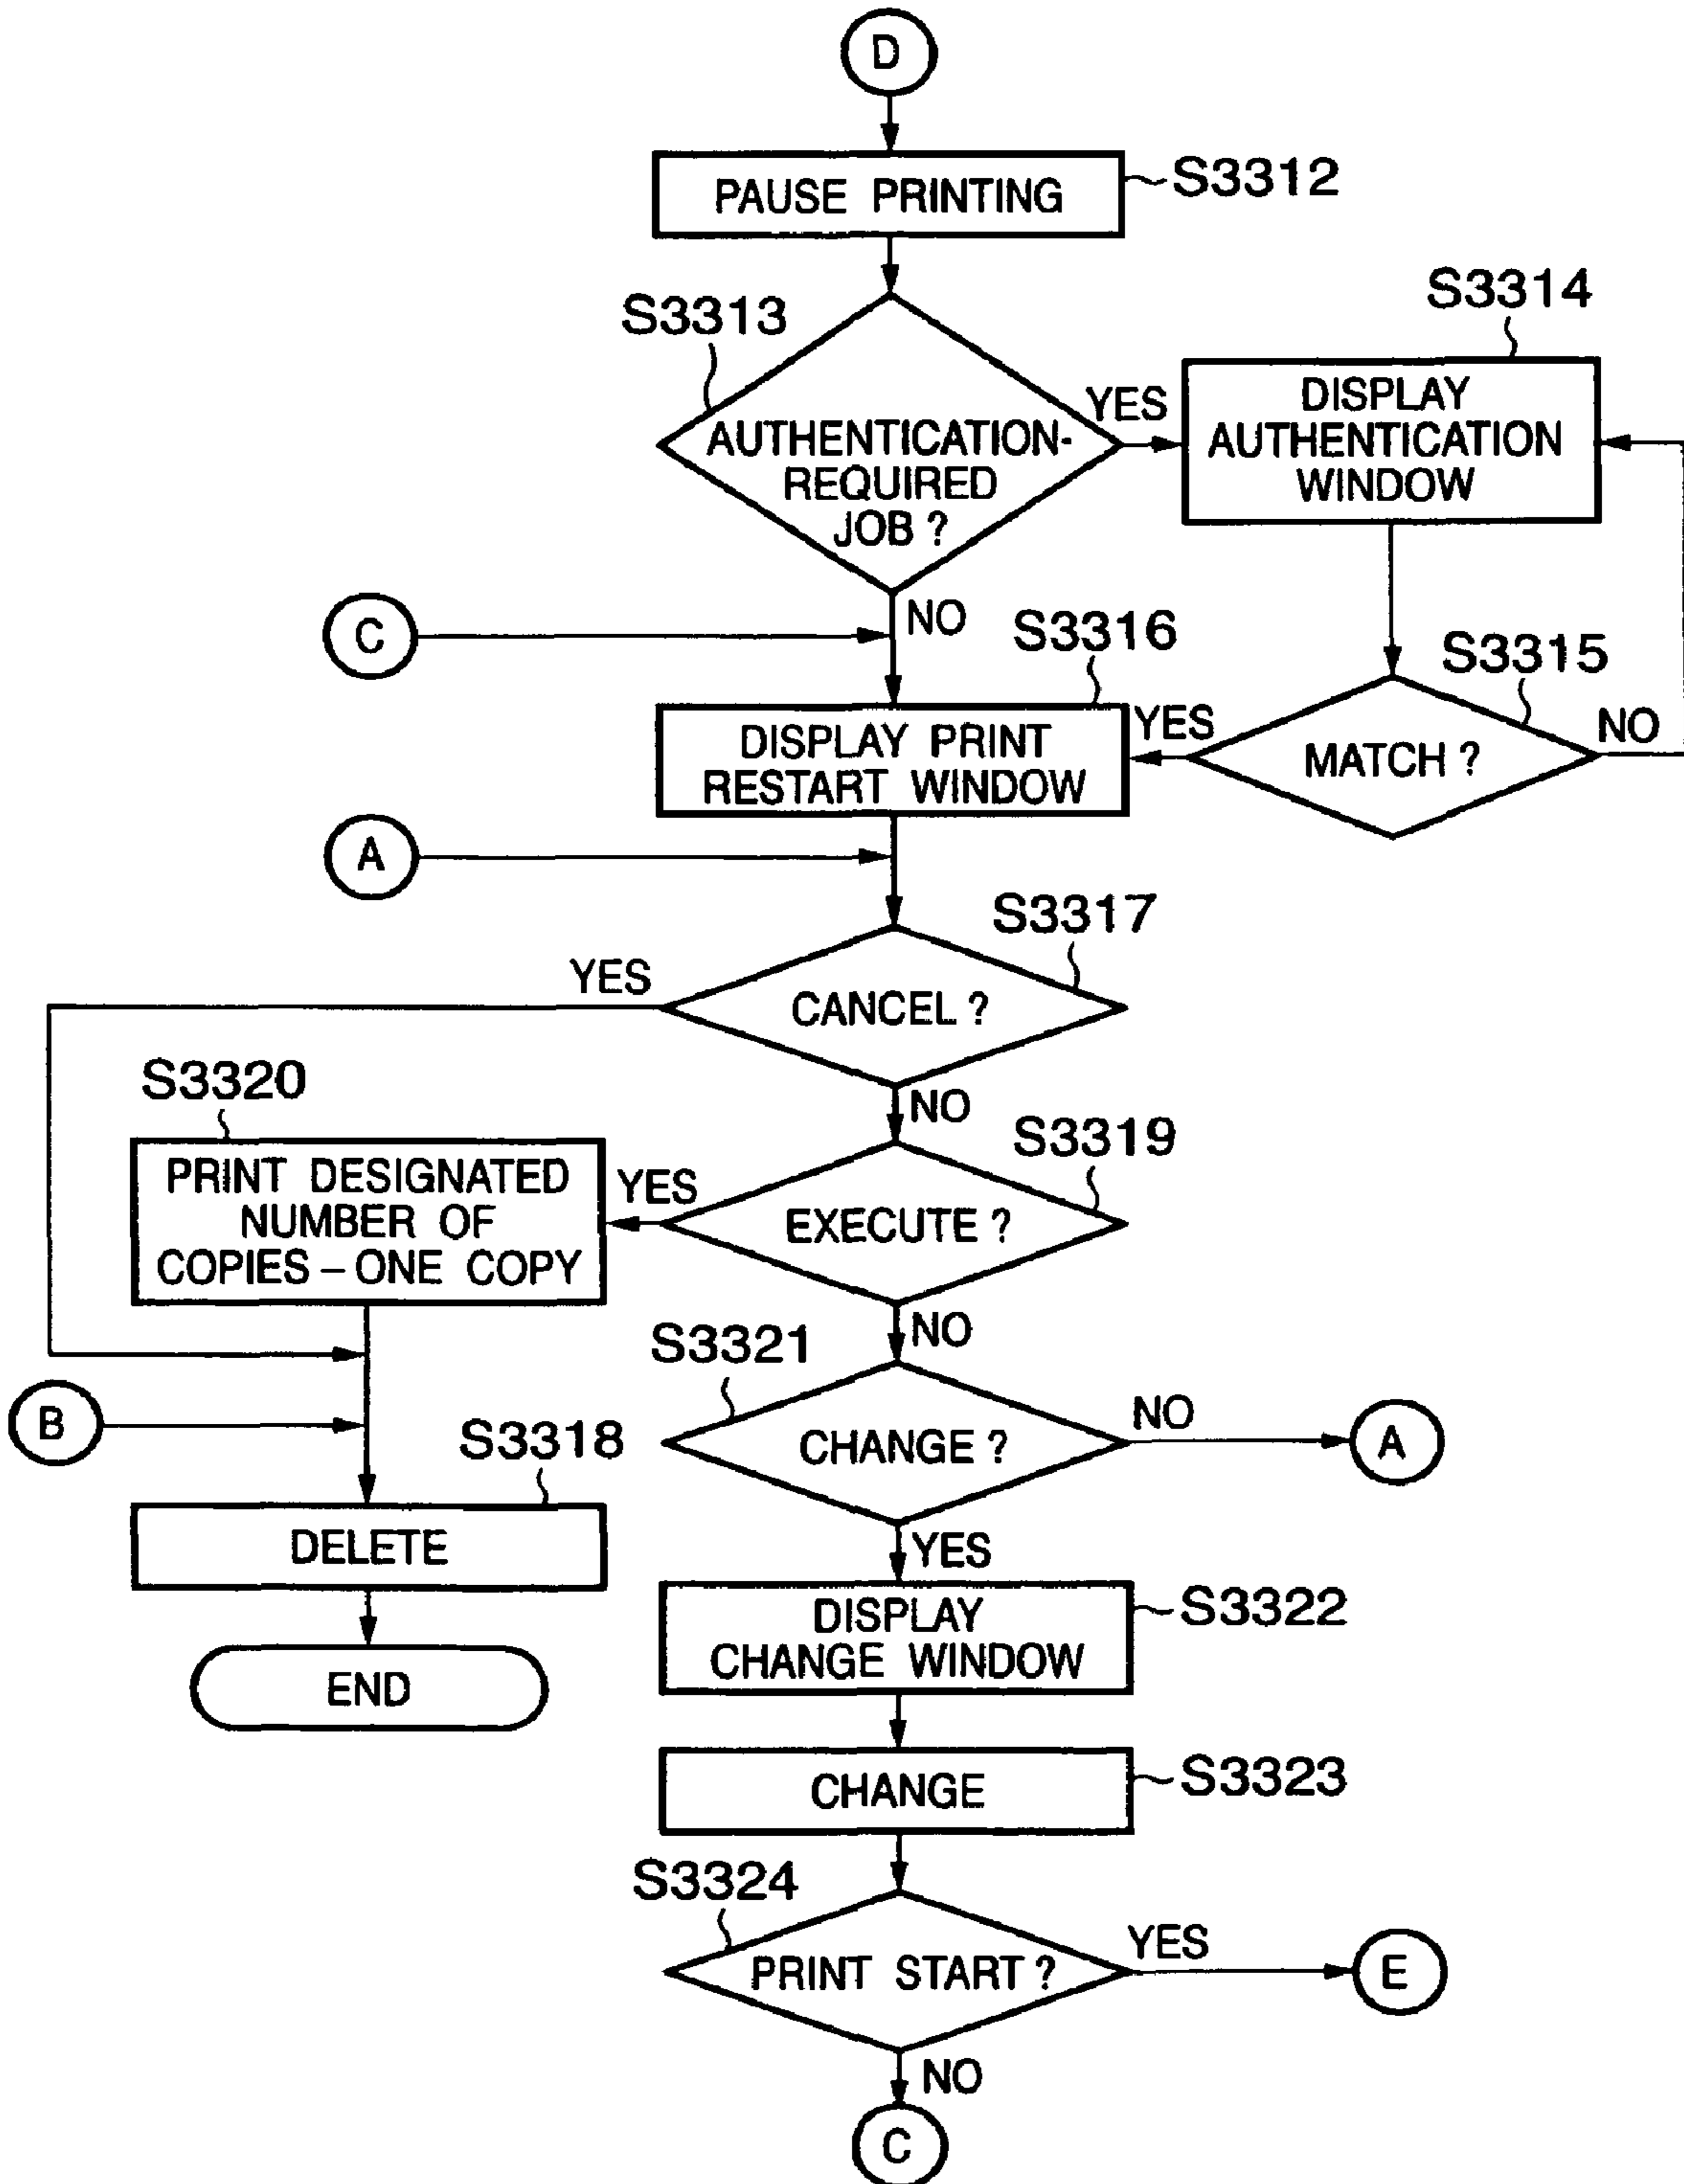 D
PAUSE PRINTING
S3312
S3313
AUTHENTICATION-
REQUIRED
JOB ?
YES
S3314
DISPLAY
AUTHENTICATION
WINDOW
NO
C
S3316
DISPLAY PRINT
RESTART WINDOW
YES
S3315
MATCH ?
NO
A
S3317
CANCEL ?
YES
NO
S3320
PRINT DESIGNATED
NUMBER OF
COPIES – ONE COPY
YES
S3319
EXECUTE ?
NO
B
S3318
DELETE
END
S3321
CHANGE ?
NO
A
YES
DISPLAY
CHANGE WINDOW
S3322
CHANGE
S3323
S3324
PRINT START ?
YES
E
NO
C